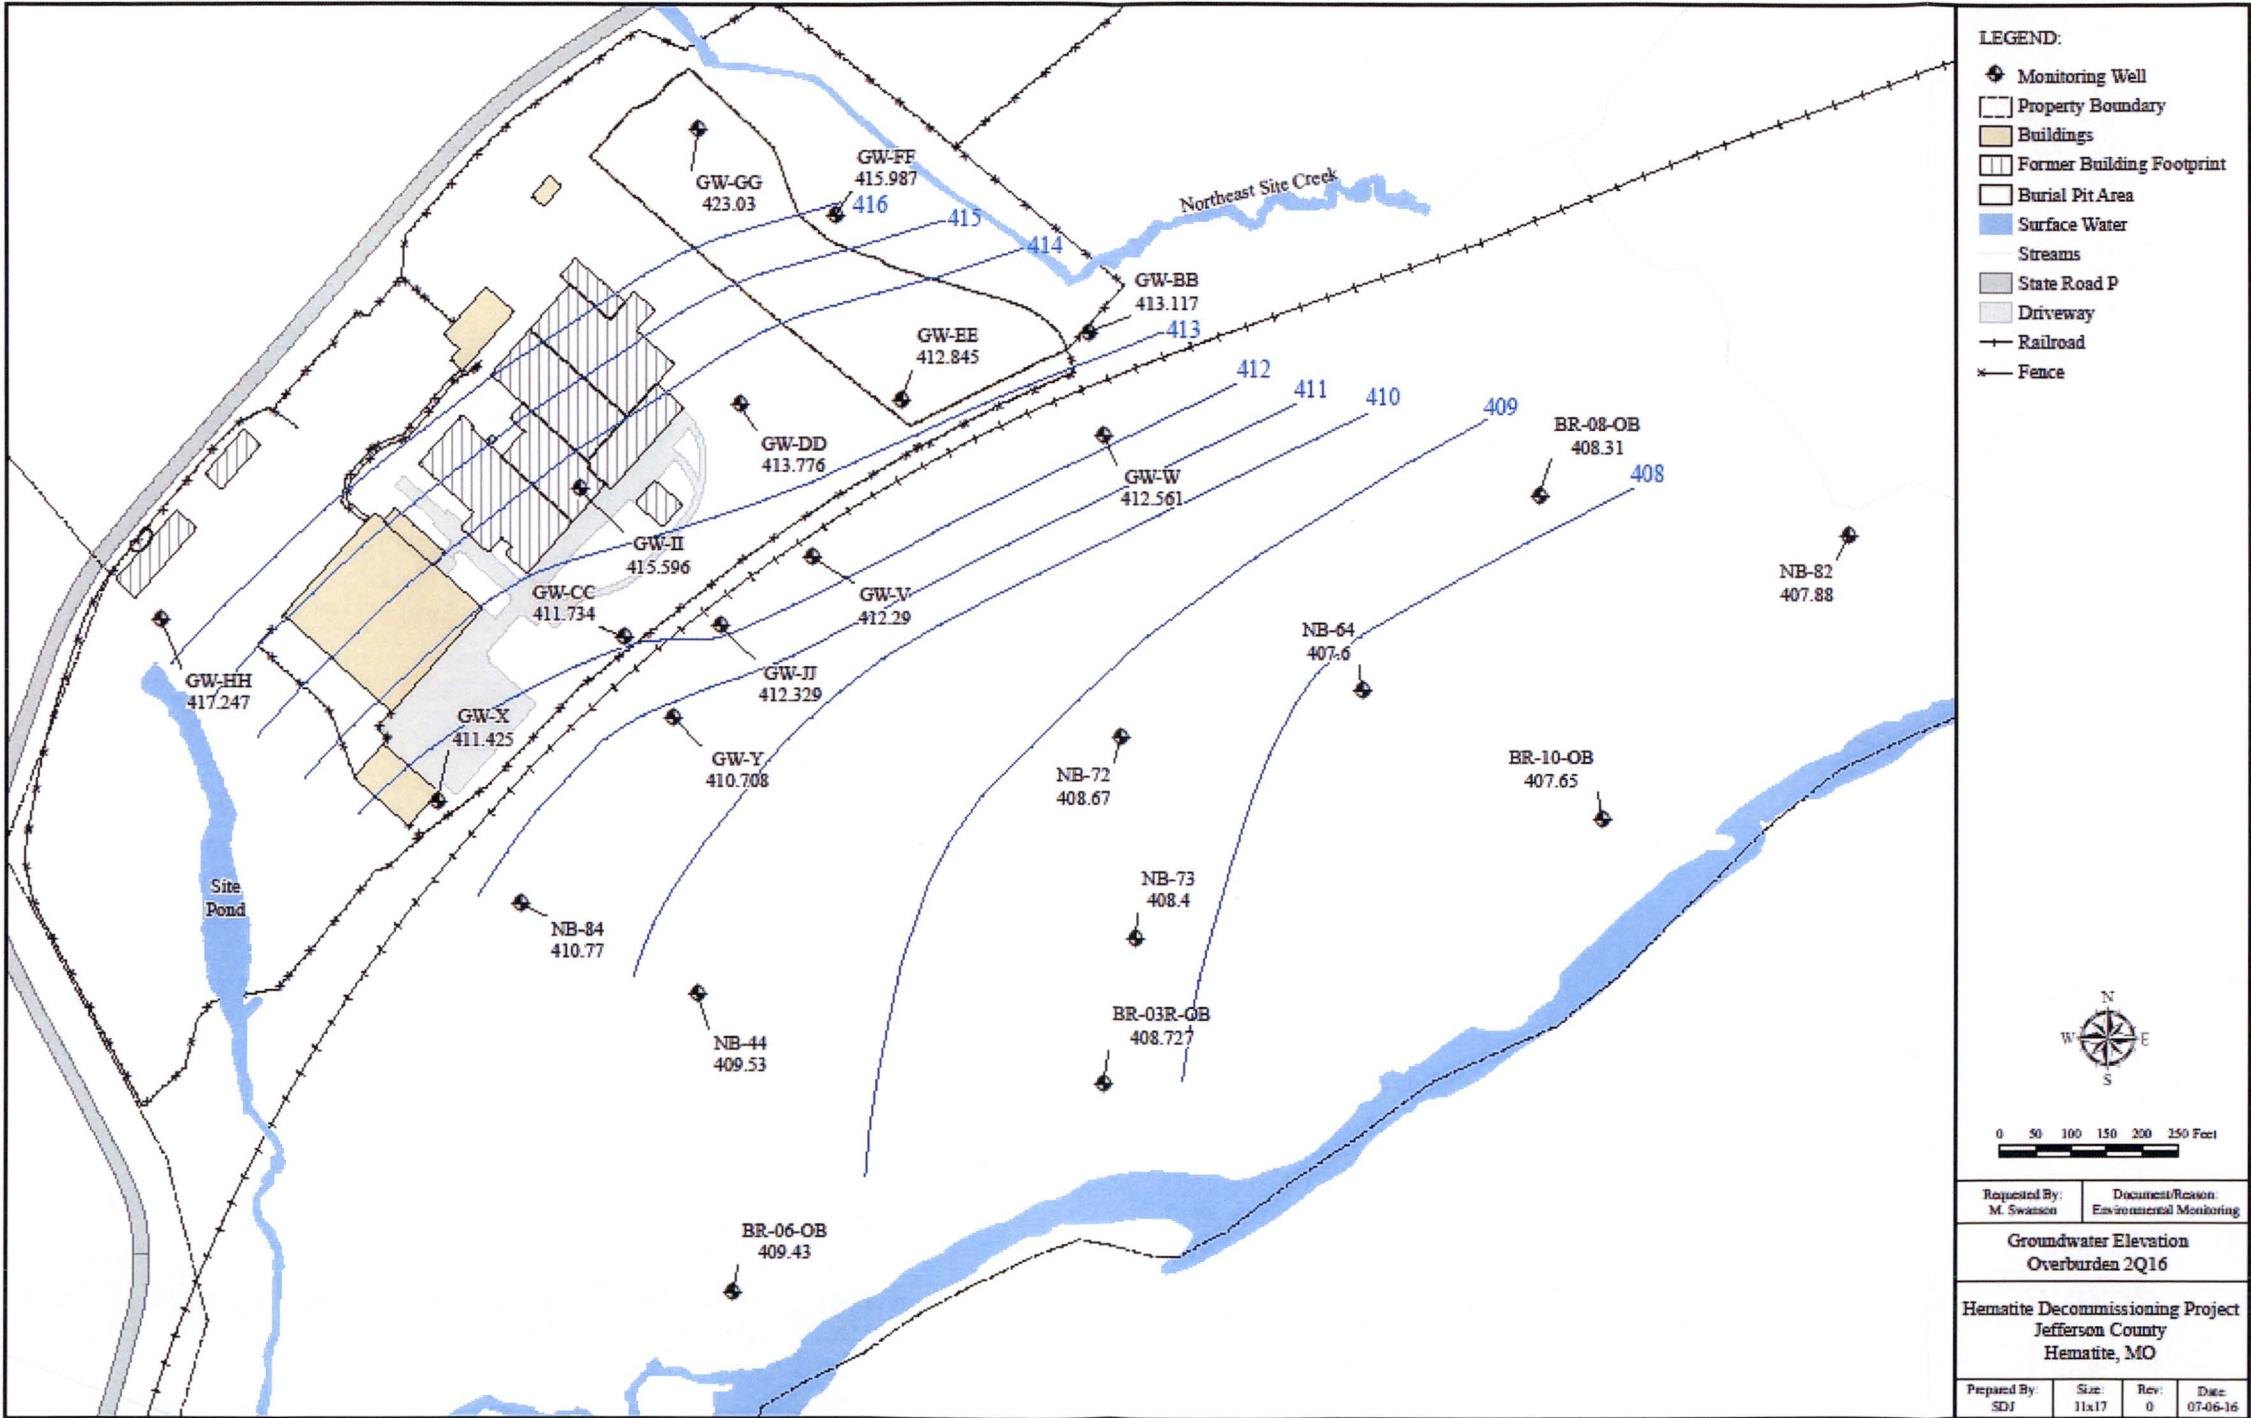 GW-FF
415.987
GW-GG
423.03
416
415
414
Northeast Site Creek
GW-BB
413.117
413
GW-EE
412.845
412
411
410
409
BR-08-OB
408.31
408
GW-DD
413.776
GW-W
412.561
GW-II
415.596
NB-82
407.88
GW-CC
411.734
GW-V
412.29
NB-64
407.6
GW-HH
417.247
GW-JJ
412.329
GW-X
411.425
GW-Y
410.708
NB-72
408.67
BR-10-OB
407.65
Site
Pond
NB-73
408.4
NB-84
410.77
BR-03R-OB
408.727
NB-44
409.53
BR-06-OB
409.43
LEGEND:
Monitoring Well
Property Boundary
Buildings
Former Building Footprint
Burial Pit Area
Surface Water
Streams
State Road P
Driveway
Railroad
Fence
N
W E
S
0 50 100 150 200 250 Feet
Requested By:
M. Swanson
Document/Reason:
Environmental Monitoring
Groundwater Elevation
Overburden 2Q16
Hematite Decommissioning Project
Jefferson County
Hematite, MO
Prepared By:
SDJ
Size:
11x17
Rev:
0
Date:
07-06-16